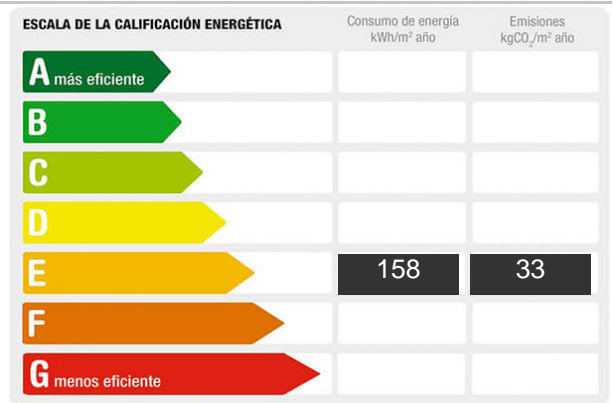 ESCALA DE LA CALIFICACIÓN ENERGÉTICA
Consumo de energía
kWh/m² año
Emisiones
kgCO₂/m² año
A más eficiente
B
C
D
E 158 33
F
G menos eficiente